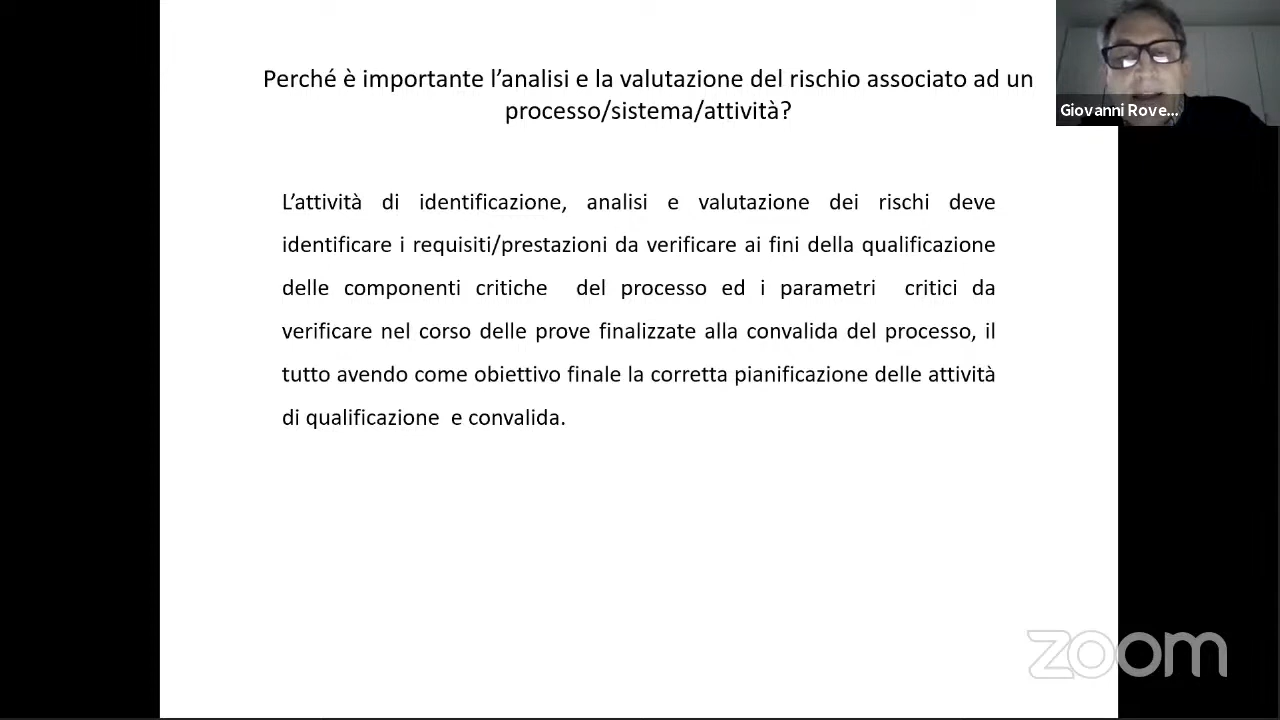 Perché è importante l’analisi e la valutazione del rischio associato ad un
processo/sistema/attività?
Giovanni Rove...
L’attività di identificazione, analisi e valutazione dei rischi deve
identificare i requisiti/prestazioni da verificare ai fini della qualificazione
delle componenti critiche del processo ed i parametri critici da
verificare nel corso delle prove finalizzate alla convalida del processo, il
tutto avendo come obiettivo finale la corretta pianificazione delle attività
di qualificazione e convalida.
zoom